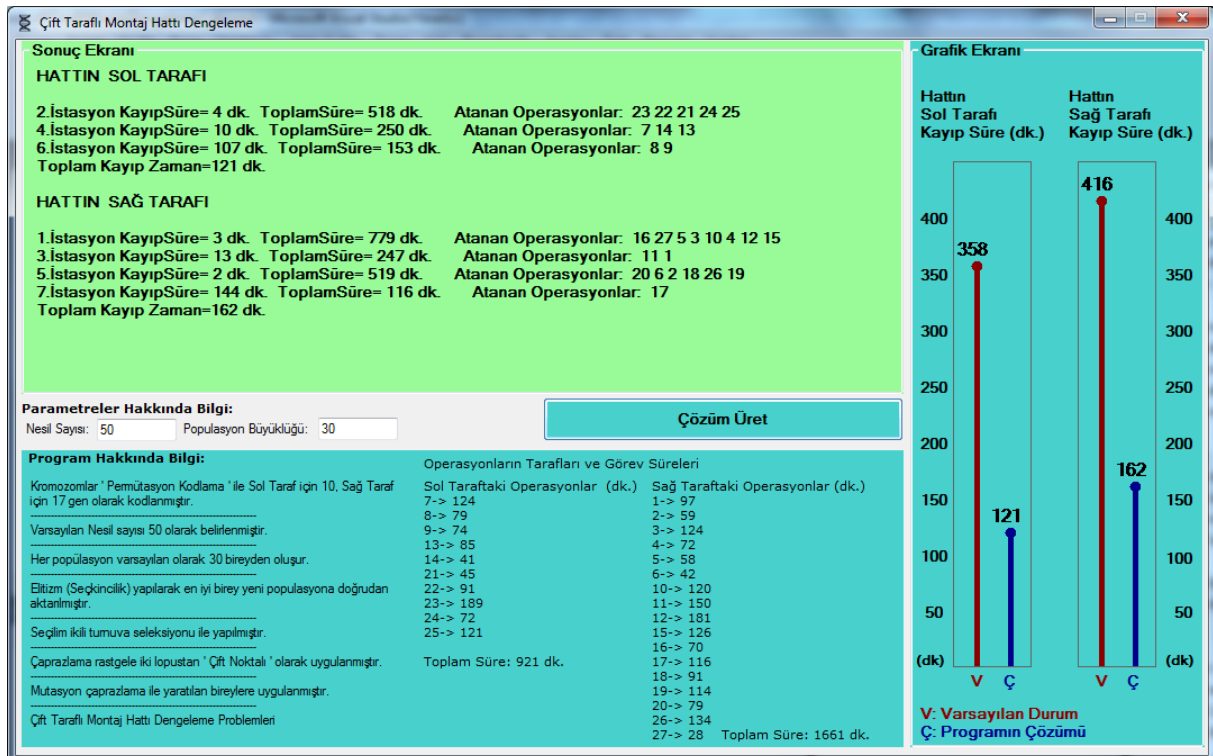 Çift Taraflı Montaj Hattı Dengeleme
Sonuç Ekranı
HATTIN SOL TARAFI
2.İstasyon KayıpSüre= 4 dk. ToplamSüre= 518 dk. Atanan Operasyonlar: 23 22 21 24 25
4.İstasyon KayıpSüre= 10 dk. ToplamSüre= 250 dk. Atanan Operasyonlar: 7 14 13
6.İstasyon KayıpSüre= 107 dk. ToplamSüre= 153 dk. Atanan Operasyonlar: 8 9
Toplam Kayıp Zaman=121 dk.
HATTIN SAĞ TARAFI
1.İstasyon KayıpSüre= 3 dk. ToplamSüre= 779 dk. Atanan Operasyonlar: 16 27 5 3 10 4 12 15
3.İstasyon KayıpSüre= 13 dk. ToplamSüre= 247 dk. Atanan Operasyonlar: 11 1
5.İstasyon KayıpSüre= 2 dk. ToplamSüre= 519 dk. Atanan Operasyonlar: 20 6 2 18 26 19
7.İstasyon KayıpSüre= 144 dk. ToplamSüre= 116 dk. Atanan Operasyonlar: 17
Toplam Kayıp Zaman=162 dk.
Parametreler Hakkında Bilgi:
Nesil Sayısı: 50 Populasyon Büyüklüğü: 30
Çözüm Üret
Program Hakkında Bilgi:
Kromozomlar ' Permütasyon Kodlama ' ile Sol Taraf için 10, Sağ Taraf
için 17 gen olarak kodlanmıştır.
Varsayılan Nesil sayısı 50 olarak belirlenmiştir.
Her popülasyon varsayılan olarak 30 bireyden oluşur.
Elitizm (Seçkincilik) yapılarak en iyi birey yeni populasyona doğrudan
aktarılmıştır.
Seçilim ikili turnuva seleksiyonu ile yapılmıştır.
Çaprazlama rastgele iki lopustan ' Çift Noktalı ' olarak uygulanmıştır.
Mutasyon çaprazlama ile yaratılan bireylere uygulanmıştır.
Çift Taraflı Montaj Hattı Dengeleme Problemleri
Operasyonların Tarafları ve Görev Süreleri
Sol Taraftaki Operasyonlar (dk.)
7-> 124
8-> 79
9-> 74
13-> 85
14-> 41
21-> 45
22-> 91
23-> 189
24-> 72
25-> 121
Toplam Süre: 921 dk.
Sağ Taraftaki Operasyonlar (dk.)
1-> 97
2-> 59
3-> 124
4-> 72
5-> 58
6-> 42
10-> 120
11-> 150
12-> 181
15-> 126
16-> 70
17-> 116
18-> 91
19-> 114
20-> 79
26-> 134
27-> 28 Toplam Süre: 1661 dk.
Grafik Ekranı
Hattın
Sol Tarafı
Kayıp Süre (dk.)
Hattın
Sağ Tarafı
Kayıp Süre (dk.)
416
400 400
358
350 350
300 300
250 250
200 200
162
150 150
121
100 100
50 50
(dk) (dk)
V Ç V Ç
V: Varsayılan Durum
Ç: Programın Çözümü